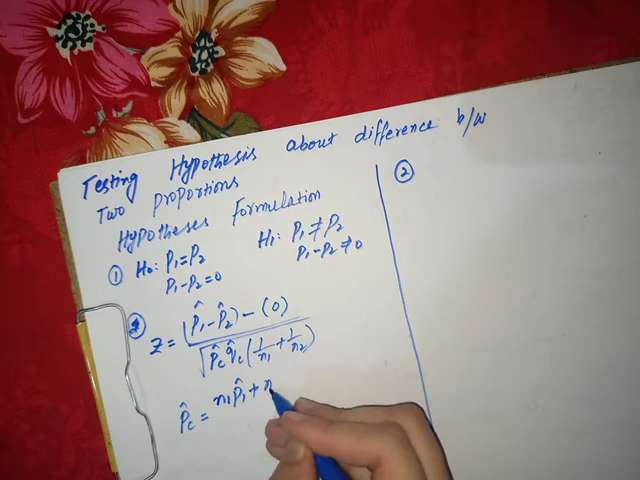 Testing Hypothesis about difference b/w
Two proportions
Hypotheses Formulation
① H₀: P₁=P₂ H₁: P₁≠P₂
P₁-P₂=0 P₁-P₂≠0
Z = (p̂₁-p̂₂)-(0) / √p̂c q̂c (1/n₁ + 1/n₂)
p̂c = n₁p̂₁+n
②